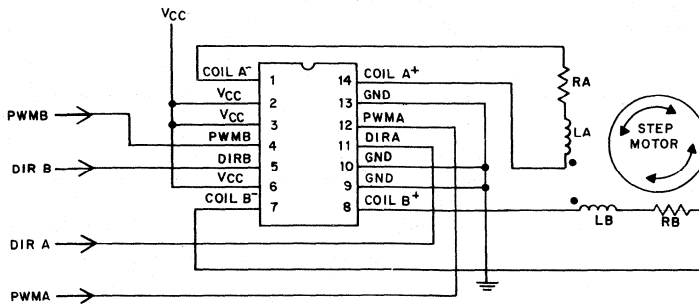 VCC
COIL A- 1 14 COIL A+
VCC 2 13 GND
VCC 3 12 PWMA
PWMB 4 11 DIRA
DIRB 5 10 GND
VCC 6 9 GND
COIL B- 7 8 COIL B+
PWMB
DIR B
DIR A
PWMA
RA
LA
STEP
MOTOR
LB
RB